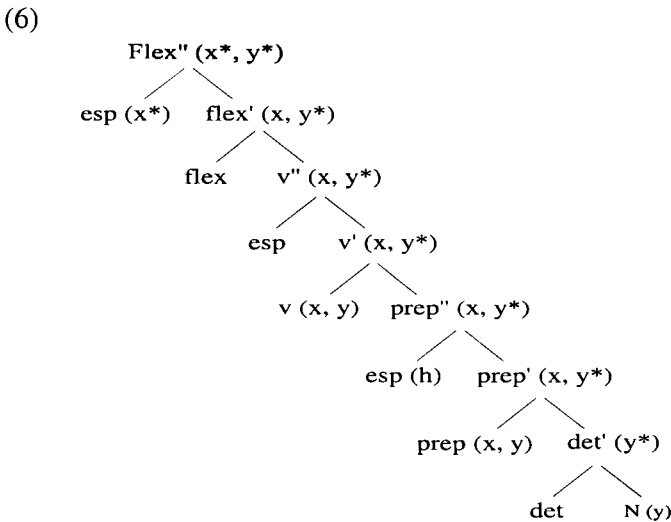 (6)
Flex" (x*, y*)
esp (x*) flex' (x, y*)
flex v" (x, y*)
esp v' (x, y*)
v (x, y) prep" (x, y*)
esp (h) prep' (x, y*)
prep (x, y) det' (y*)
det N (y)